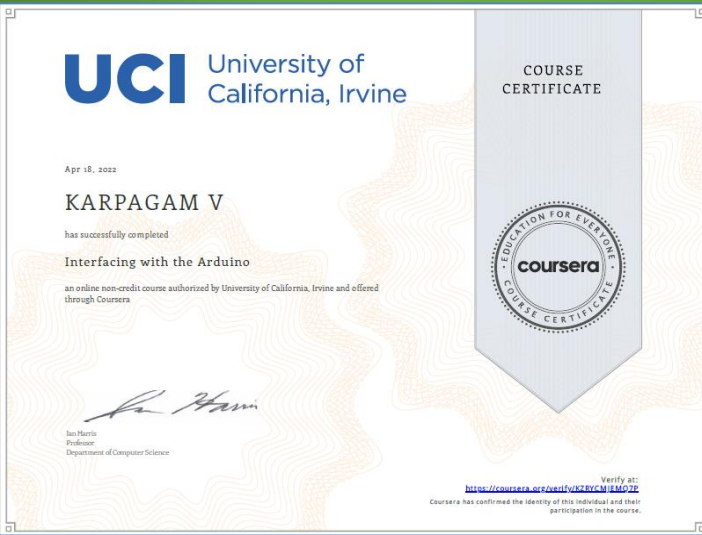 UCI
University of
California, Irvine
COURSE
CERTIFICATE
Apr 18, 2022
KARPAGAM V
has successfully completed
Interfacing with the Arduino
an online non-credit course authorized by University of California, Irvine and offered
through Coursera
EDUCATION FOR EVERYONE
coursera
COURSE CERTIFICATE
Ian Harris
Ian Harris
Professor
Department of Computer Science
Verify at:
https://coursera.org/verify/KZRYCMJEMQ7P
Coursera has confirmed the identity of this individual and their
participation in the course.